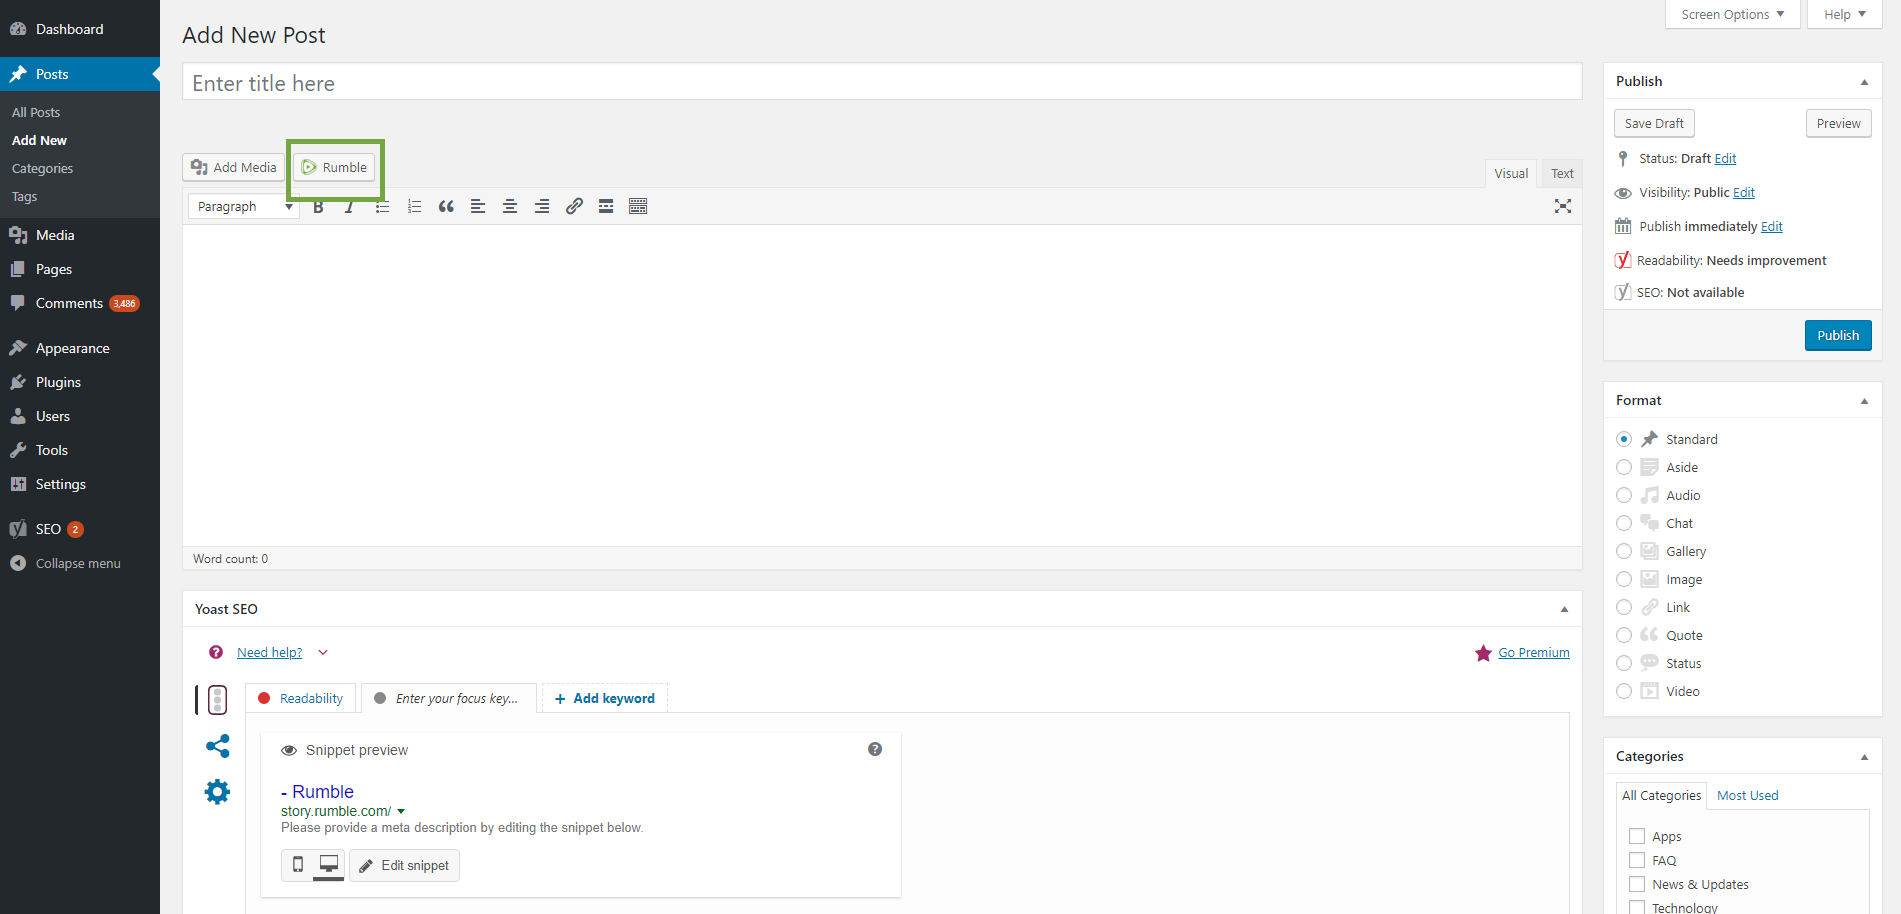 Dashboard
Posts
All Posts
Add New
Categories
Tags
Media
Pages
Comments 3,486
Appearance
Plugins
Users
Tools
Settings
SEO 2
Collapse menu
Screen Options
Help
Add New Post
Enter title here
Add Media
Rumble
Visual
Text
Paragraph
Word count: 0
Yoast SEO
Need help?
Go Premium
Readability
Enter your focus key...
+ Add keyword
Snippet preview
- Rumble
story.rumble.com/
Please provide a meta description by editing the snippet below.
Edit snippet
Publish
Save Draft
Preview
Status: Draft Edit
Visibility: Public Edit
Publish immediately Edit
Readability: Needs improvement
SEO: Not available
Publish
Format
Standard
Aside
Audio
Chat
Gallery
Image
Link
Quote
Status
Video
Categories
All Categories
Most Used
Apps
FAQ
News & Updates
Technology